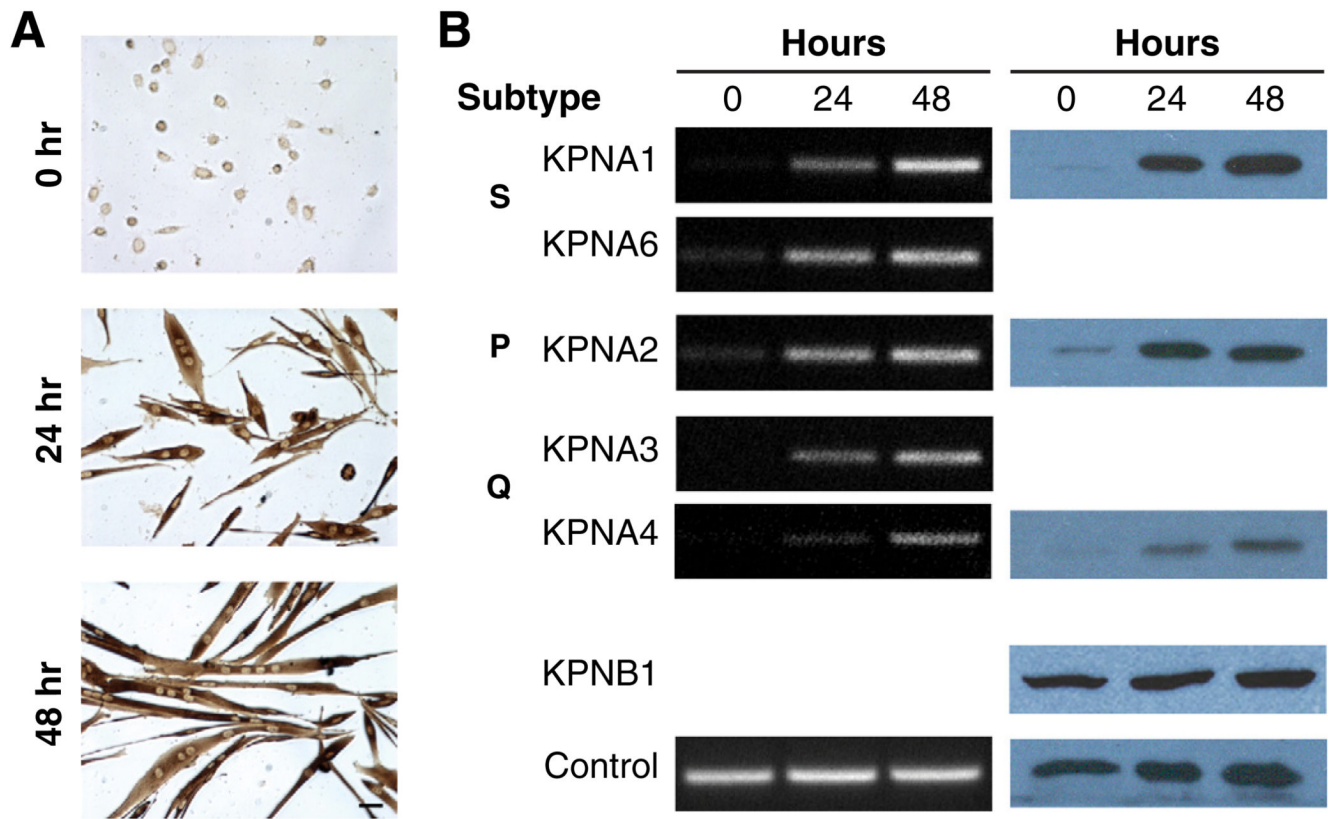 A
B
Hours
Hours
Subtype
0
24
48
0
24
48
0 hr
KPNA1
S
KPNA6
24 hr
P
KPNA2
KPNA3
Q
KPNA4
48 hr
KPNB1
Control